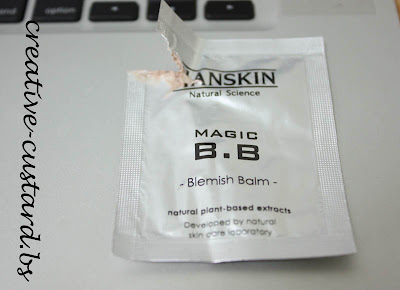 creative-custard.bs
HANSKIN
Natural Science
MAGIC
B.B
- Blemish Balm -
natural plant-based extracts
Developed by natural
skin care laboratory